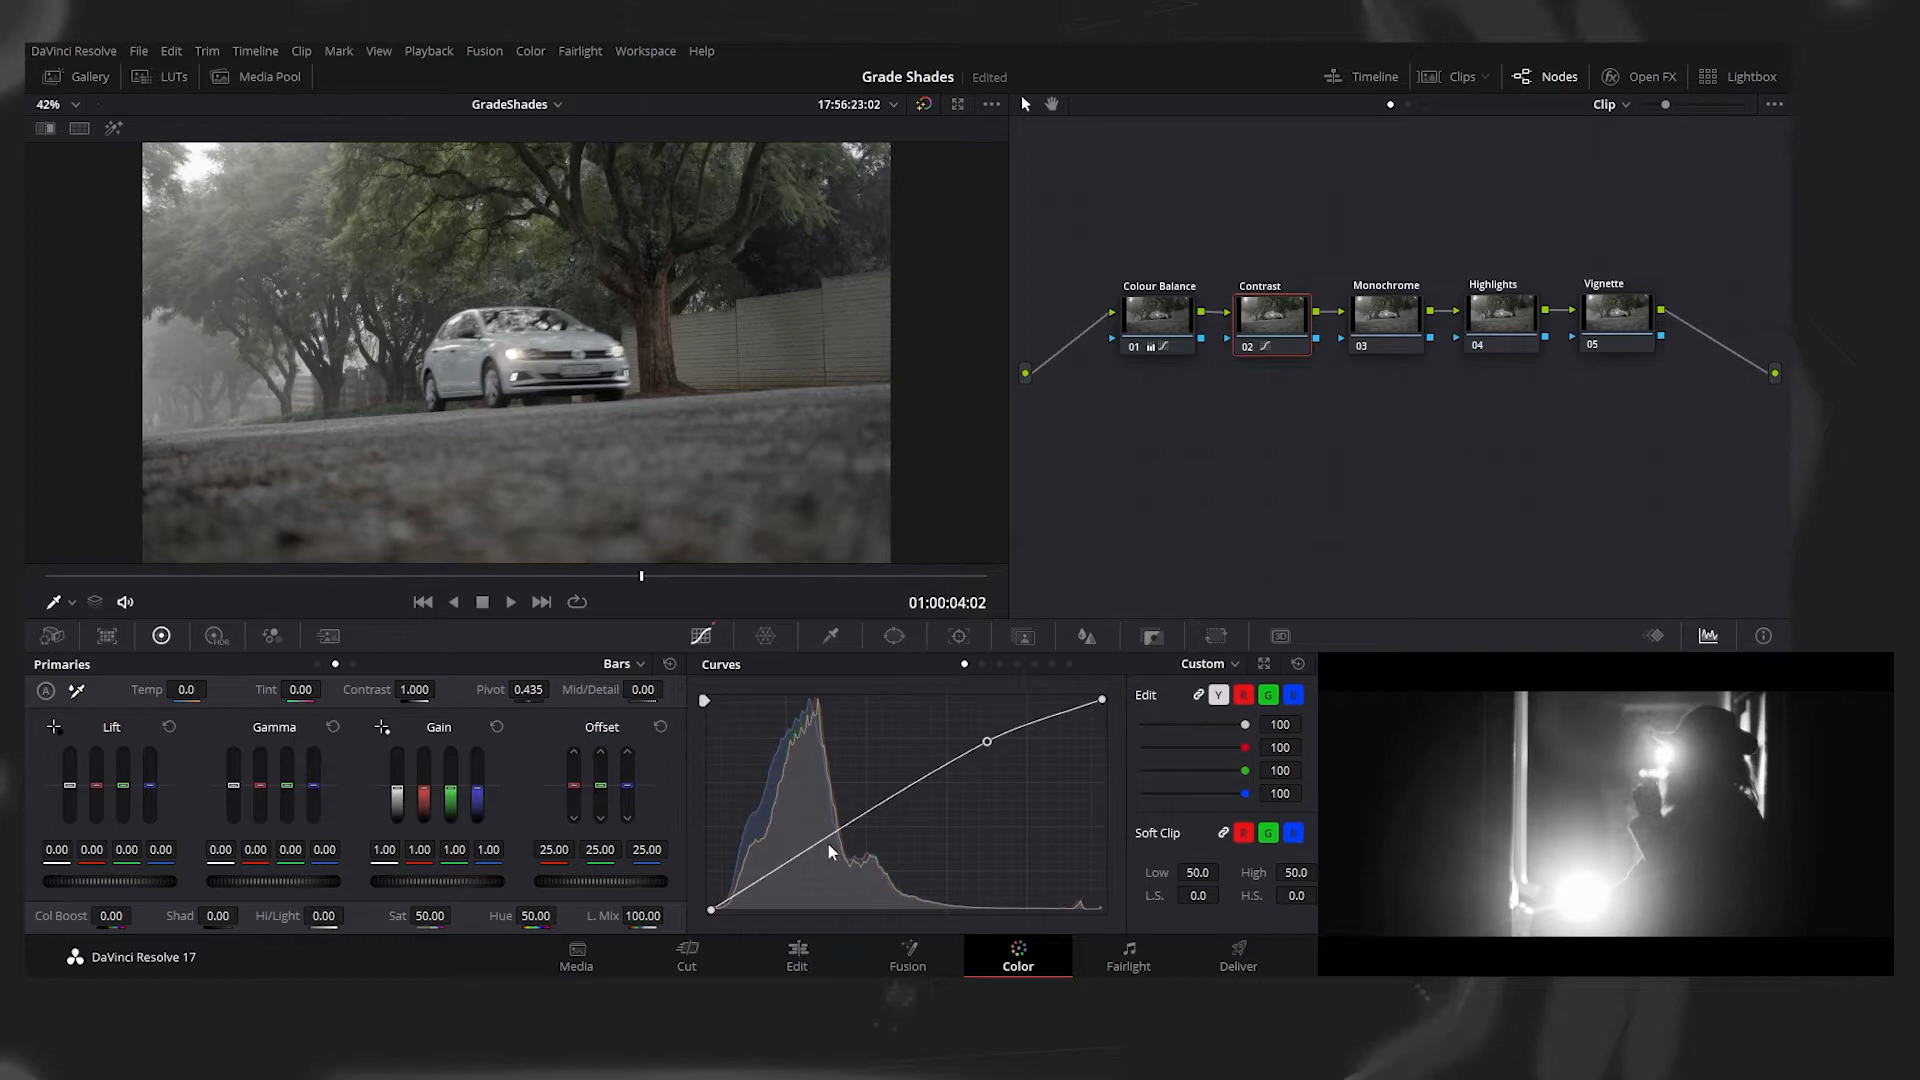 DaVinci Resolve File Edit Trim Timeline Clip Mark View Playback Fusion Color Fairlight Workspace Help
Gallery LUTs Media Pool Grade Shades Edited Timeline Clips Nodes Open FX Lightbox
42% GradeShades 17:56:23:02 Clip
Colour Balance Contrast Monochrome Highlights Vignette
01 02 03 04 05
01:00:04:02
HDR 3D
Primaries Bars Curves Custom
A Temp 0.0 Tint 0.00 Contrast 1.000 Pivot 0.435 Mid/Detail 0.00 Edit Y R G B
Lift Gamma Gain Offset 100
100
100
100
Soft Clip R G B
0.00 0.00 0.00 0.00 0.00 0.00 0.00 0.00 1.00 1.00 1.00 1.00 25.00 25.00 25.00
Low 50.0 High 50.0
L.S. 0.0 H.S. 0.0
Col Boost 0.00 Shad 0.00 Hi/Light 0.00 Sat 50.00 Hue 50.00 L. Mix 100.00
DaVinci Resolve 17 Media Cut Edit Fusion Color Fairlight Deliver